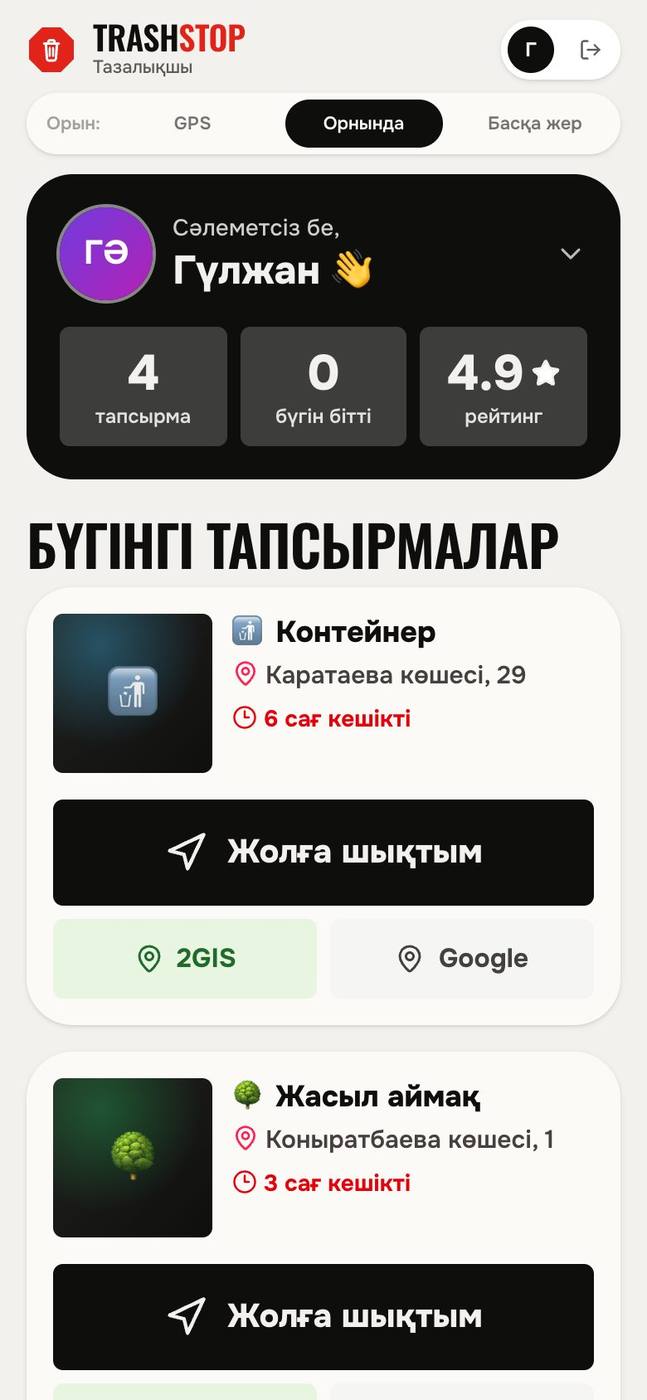 TRASHSTOP
Тазалықшы
Г
Орын: GPS Орнында Басқа жер
ГӘ
Сәлеметсіз бе,
Гүлжан 👋
4 0 4.9 ★
тапсырма бүгін бітті рейтинг
БҮГІНГІ ТАПСЫРМАЛАР
Контейнер
Каратаева көшесі, 29
6 сағ кешікті
Жолға шықтым
2GIS Google
Жасыл аймақ
Коныратбаева көшесі, 1
3 сағ кешікті
Жолға шықтым